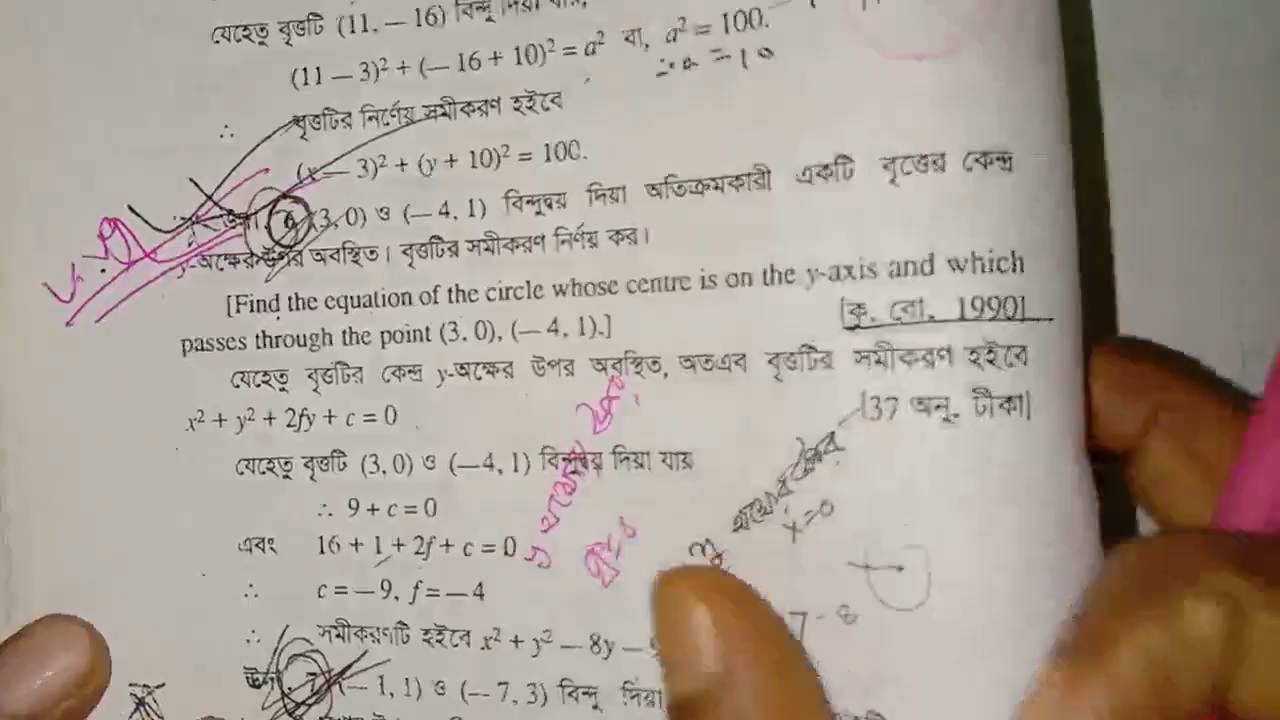 যেহেতু বৃত্তটি (11, – 16) বিন্দু দিয়া যায়,
(11 – 3)² + (– 16 + 10)² = a² বা, a² = 100.
∴ a = 10
∴ বৃত্তটির নির্ণেয় সমীকরণ হইবে
(x – 3)² + (y + 10)² = 100.
6 (3, 0) ও (– 4, 1) বিন্দুদ্বয় দিয়া অতিক্রমকারী একটি বৃত্তের কেন্দ্র
y-অক্ষের উপর অবস্থিত। বৃত্তটির সমীকরণ নির্ণয় কর।
[Find the equation of the circle whose centre is on the y-axis and which
passes through the point (3. 0), (– 4, 1).]
[কু. বো. 1990]
যেহেতু বৃত্তটির কেন্দ্র y-অক্ষের উপর অবস্থিত, অতএব বৃত্তটির সমীকরণ হইবে
x² + y² + 2fy + c = 0
[37 অনু. টীকা]
যেহেতু বৃত্তটি (3, 0) ও (– 4, 1) বিন্দুদ্বয় দিয়া যায়
∴ 9 + c = 0
এবং 16 + 1 + 2f + c = 0
x = 0
∴ c = – 9, f = – 4
∴ সমীকরণটি হইবে x² + y² – 8y –
উদা. 7 (– 1, 1) ও (– 7, 3) বিন্দু দিয়া